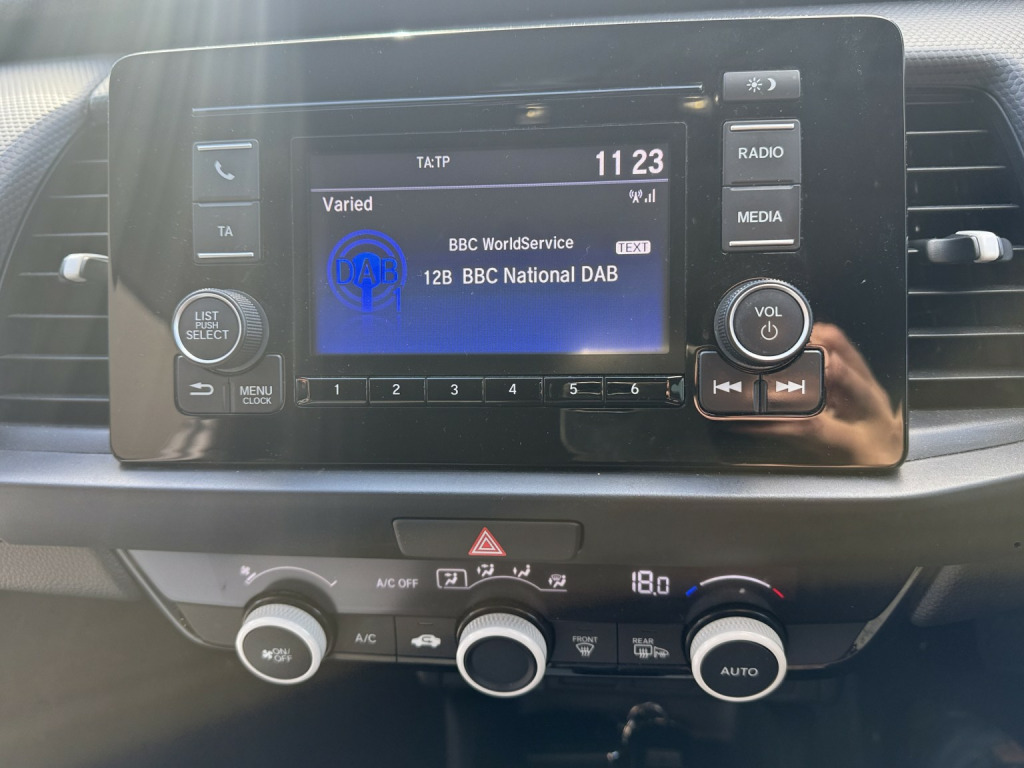 TA:TP
11 23
RADIO
Varied
MEDIA
TA
BBC WorldService
TEXT
DAB
1
12B BBC National DAB
LIST
PUSH
SELECT
VOL
MENU
CLOCK
1 2 3 4 5 6
A/C OFF
18.0
A/C
ON/
OFF
FRONT
REAR
AUTO